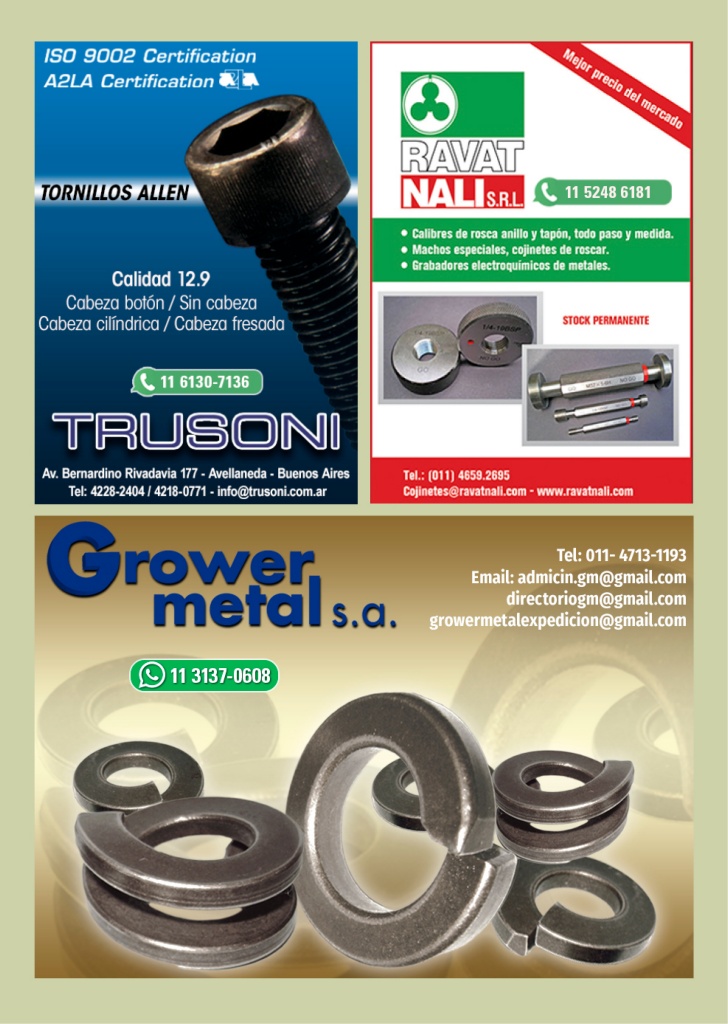 ISO 9002 Certification
A2LA Certification
TORNILLOS ALLEN
Calidad 12.9
Cabeza botón / Sin cabeza
Cabeza cilíndrica / Cabeza fresada
11 6130-7136
TRUSONI
Av. Bernardino Rivadavia 177 - Avellaneda - Buenos Aires
Tel: 4228-2404 / 4218-0771 - info@trusoni.com.ar
Mejor precio del mercado
RAVAT
NALI S.R.L.
11 5248 6181
• Calibres de rosca anillo y tapón, todo paso y medida.
• Machos especiales, cojinetes de roscar.
• Grabadores electroquímicos de metales.
STOCK PERMANENTE
GO
NO GO
Tel.: (011) 4659.2695
Cojinetes@ravatnali.com - www.ravatnali.com
Grower
metal s.a.
Tel: 011- 4713-1193
Email: admicin.gm@gmail.com
directoriogm@gmail.com
growermetalexpedicion@gmail.com
11 3137-0608